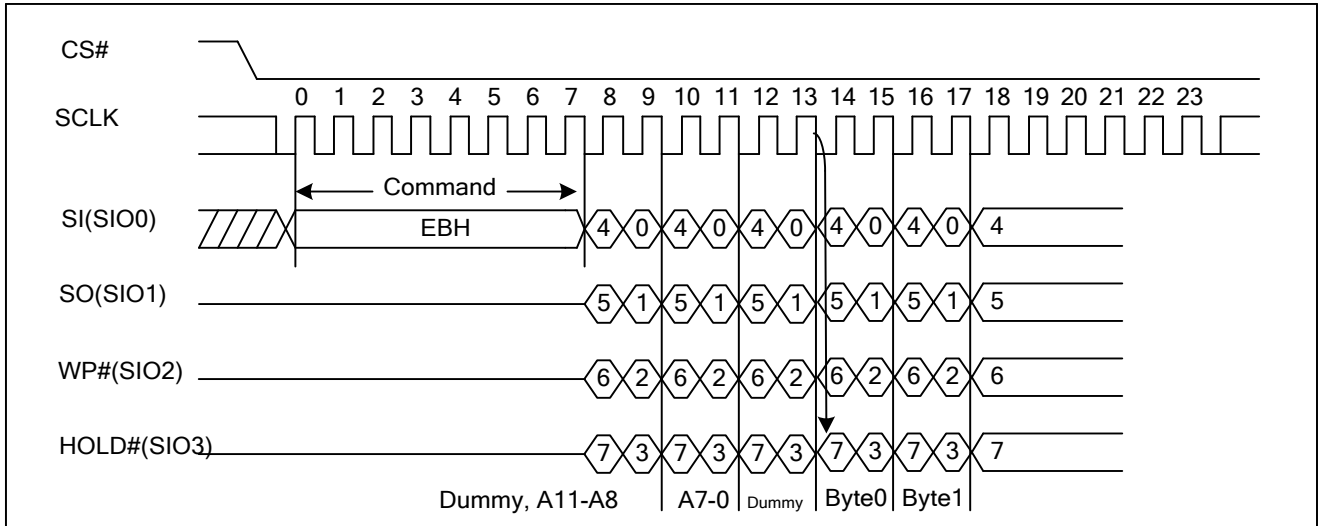 CS#
0 1 2 3 4 5 6 7 8 9 10 11 12 13 14 15 16 17 18 19 20 21 22 23
SCLK
Command
SI(SIO0) EBH 4 0 4 0 4 0 4 0 4 0 4
SO(SIO1) 5 1 5 1 5 1 5 1 5 1 5
WP#(SIO2) 6 2 6 2 6 2 6 2 6 2 6
HOLD#(SIO3) 7 3 7 3 7 3 7 3 7 3 7
Dummy, A11-A8 A7-0 Dummy Byte0 Byte1